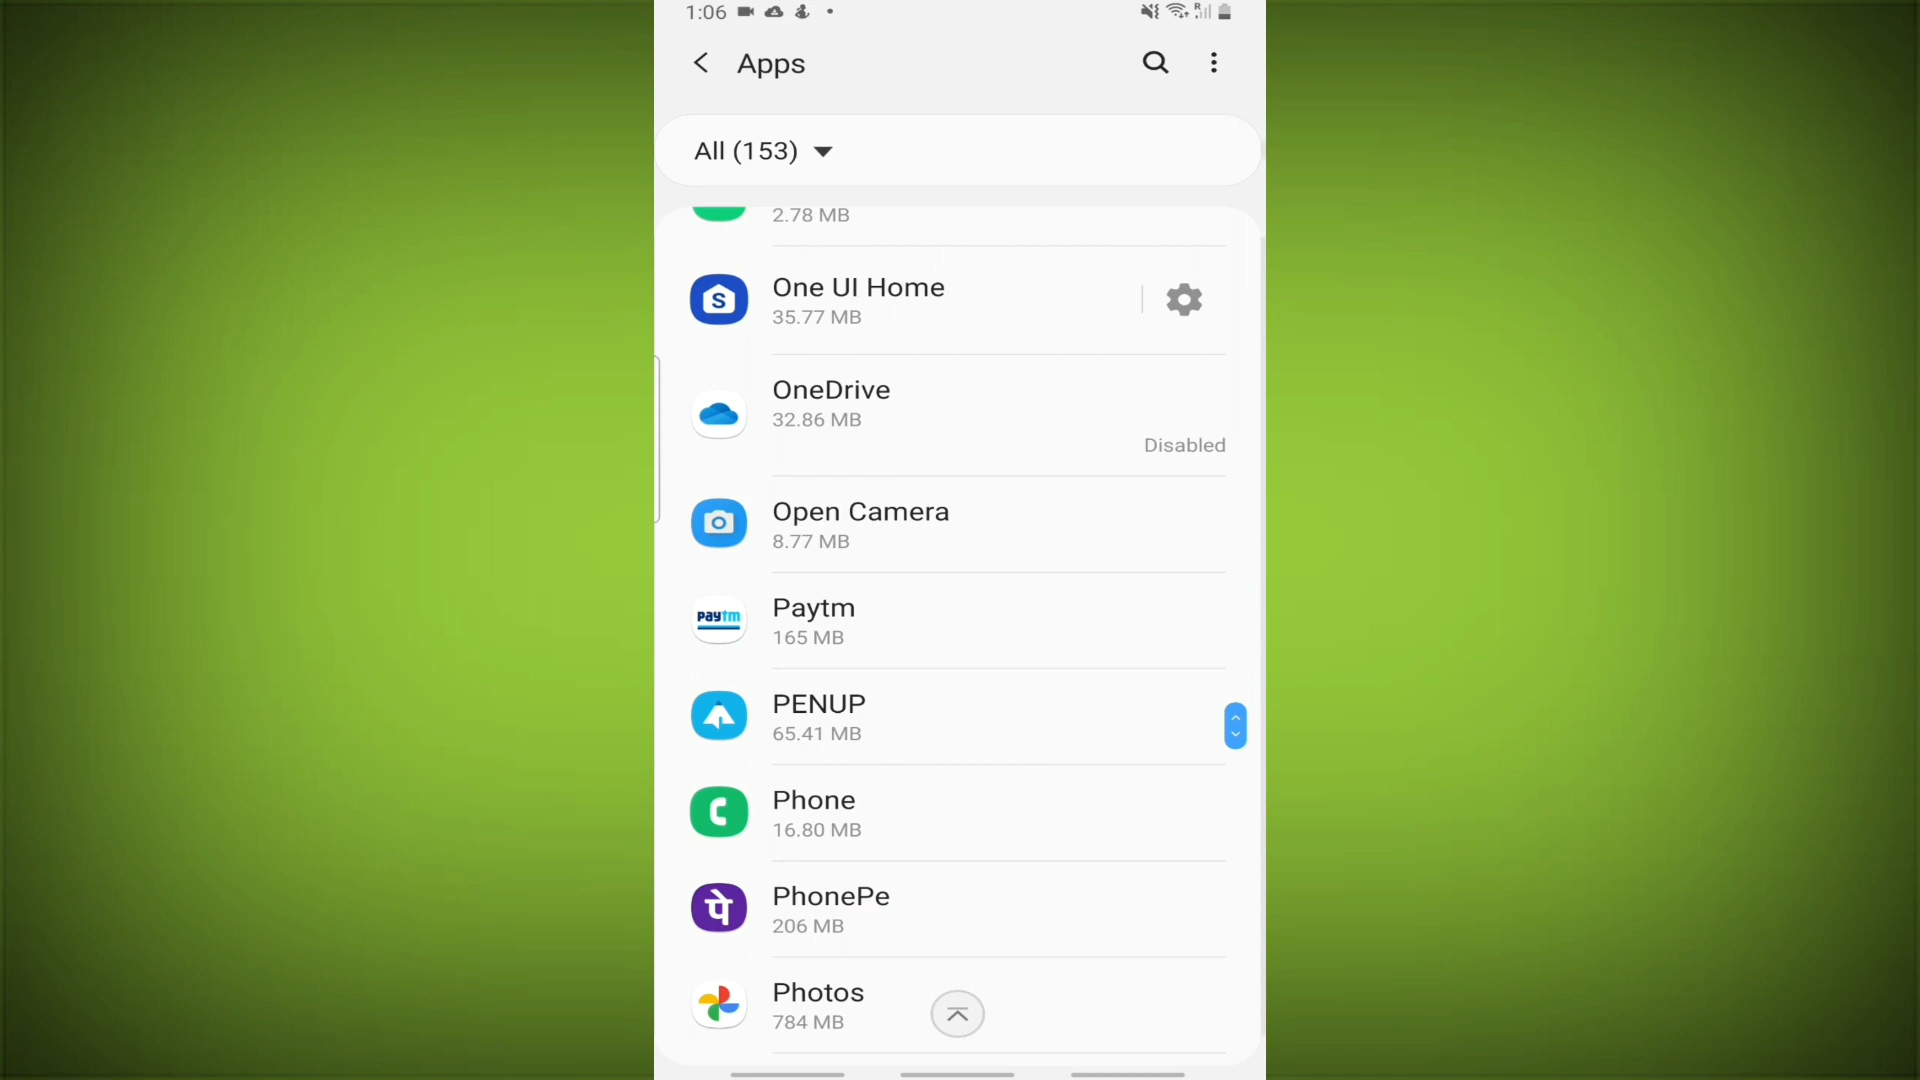 1:06
R
Apps
All (153)
2.78 MB
One UI Home
35.77 MB
OneDrive
32.86 MB
Disabled
Open Camera
8.77 MB
paytm
Paytm
165 MB
PENUP
65.41 MB
Phone
16.80 MB
पे
PhonePe
206 MB
Photos
784 MB